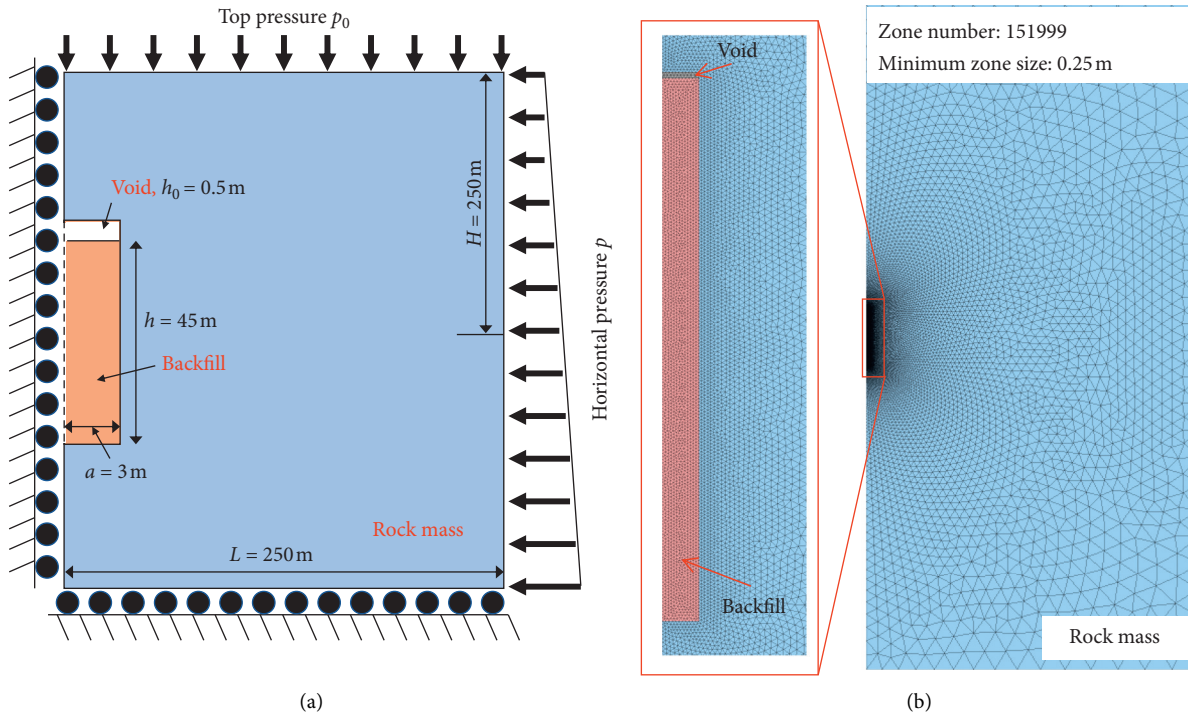 Top pressure p₀
Void, h₀ = 0.5 m
H = 250 m
h = 45 m
Backfill
a = 3 m
Horizontal pressure p
Rock mass
L = 250 m
(a)
Void
Backfill
Zone number: 151999
Minimum zone size: 0.25 m
Rock mass
(b)